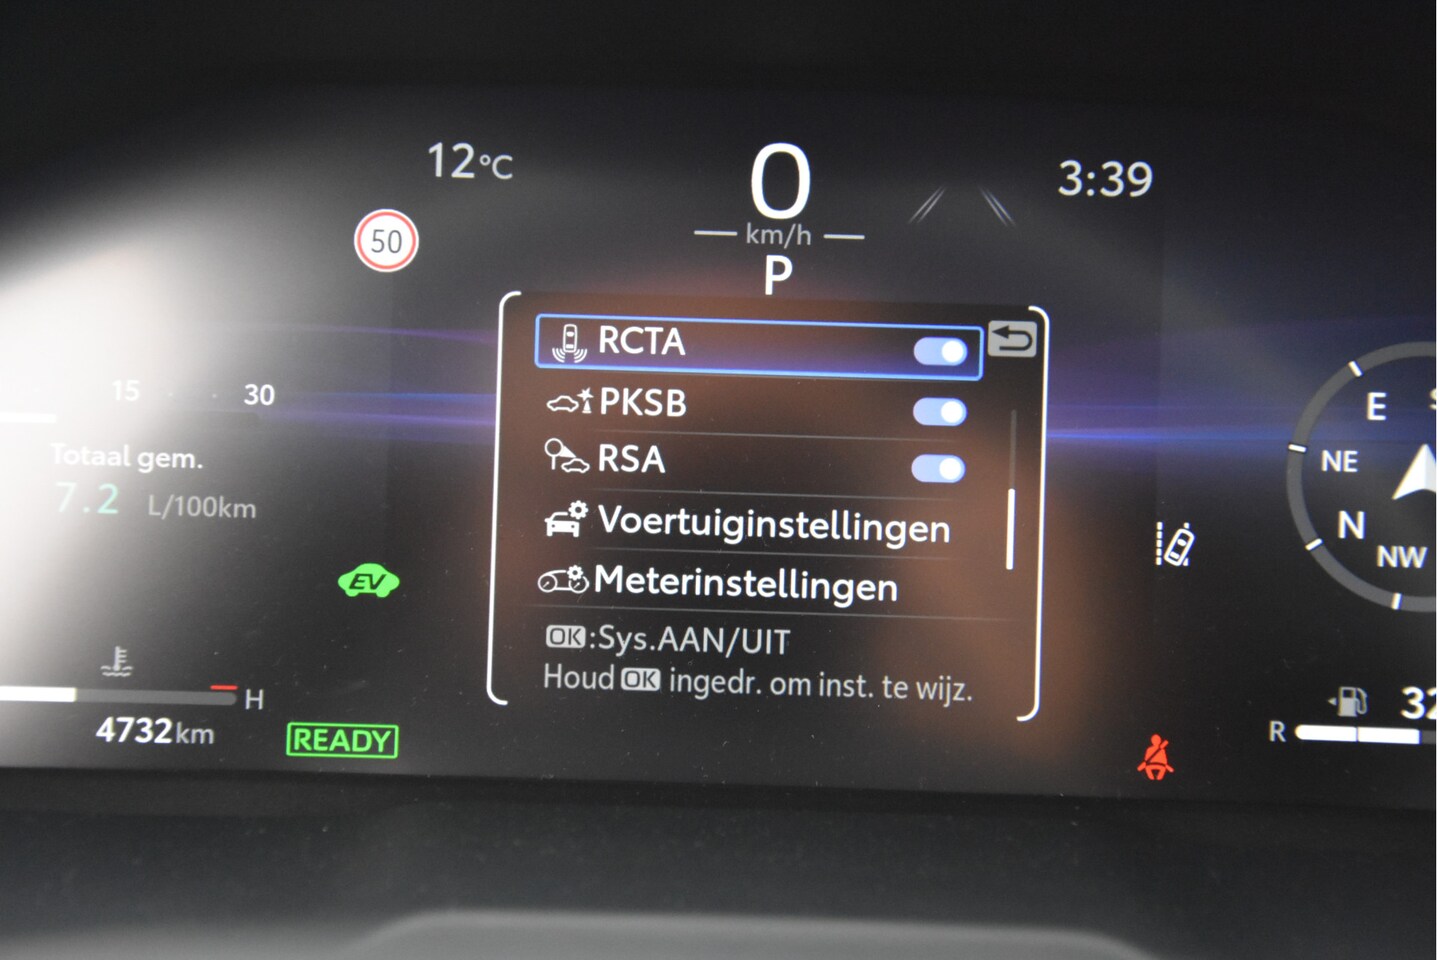 12°C
0
3:39
50
km/h
P
RCTA
PKSB
RSA
Voertuiginstellingen
Meterinstellingen
OK:Sys.AAN/UIT
Houd OK ingedr. om inst. te wijz.
15 30
Totaal gem.
7.2 L/100km
EV
H
4732km
READY
E
NE
N
NW
R